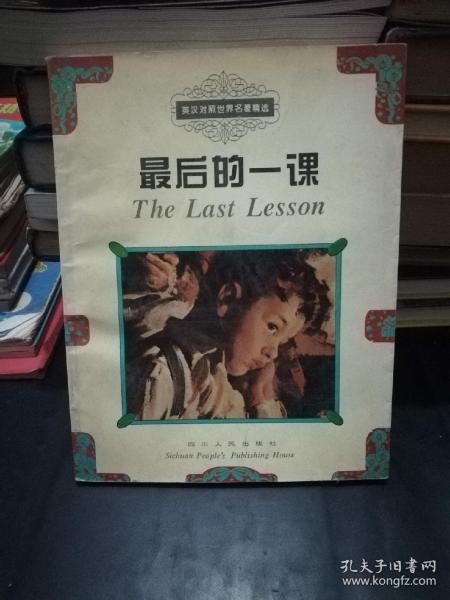 英汉对照世界名著精选
最后的一课
The Last Lesson
四川人民出版社
Sichuan People's Publishing House
孔夫子旧书网
www.kongfz.com